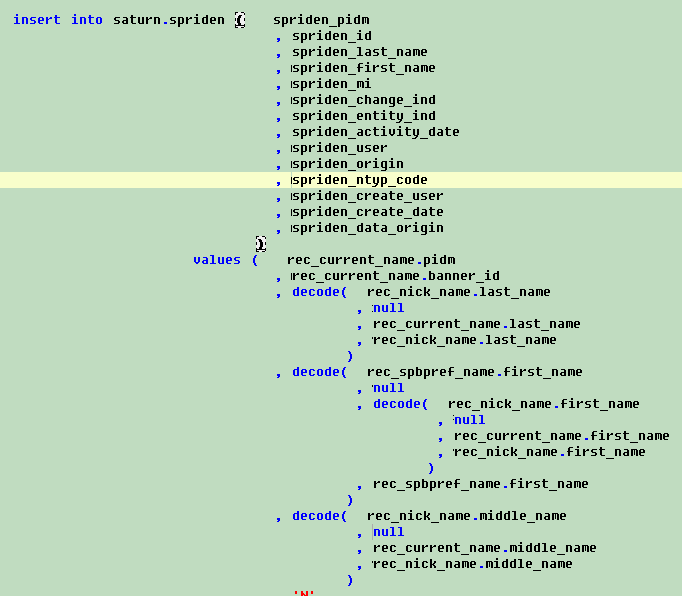 insert into saturn.spriden (   spriden_pidm
, spriden_id
, spriden_last_name
, spriden_first_name
, spriden_mi
, spriden_change_ind
, spriden_entity_ind
, spriden_activity_date
, spriden_user
, spriden_origin
, spriden_ntyp_code
, spriden_create_user
, spriden_create_date
, spriden_data_origin
)
values (   rec_current_name.pidm
, rec_current_name.banner_id
, decode(  rec_nick_name.last_name
, null
, rec_current_name.last_name
, rec_nick_name.last_name
)
, decode(  rec_spbpref_name.first_name
, null
, decode(  rec_nick_name.first_name
, null
, rec_current_name.first_name
, rec_nick_name.first_name
)
, rec_spbpref_name.first_name
)
, decode(  rec_nick_name.middle_name
, null
, rec_current_name.middle_name
, rec_nick_name.middle_name
)